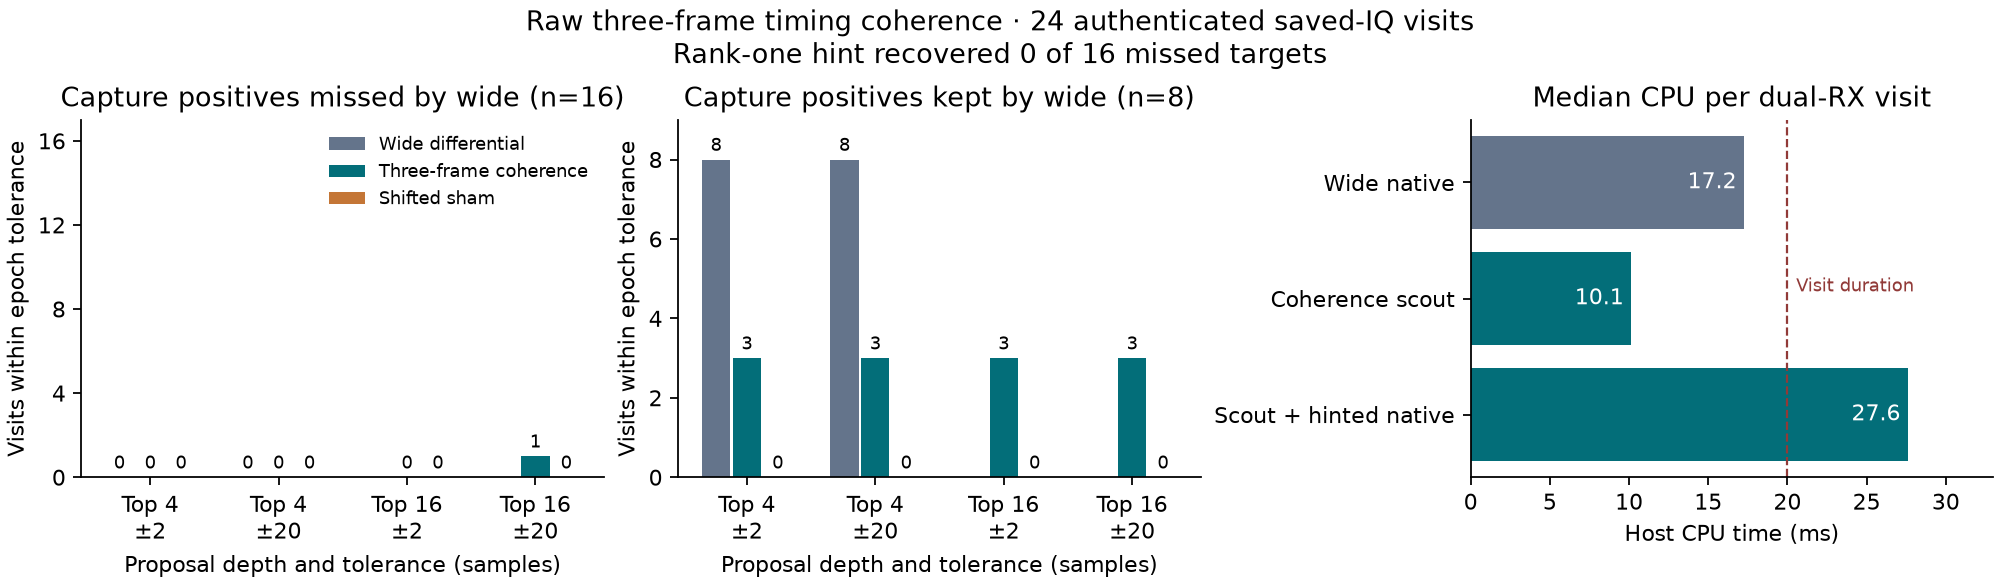 Raw three-frame timing coherence · 24 authenticated saved-IQ visits
Rank-one hint recovered 0 of 16 missed targets
Capture positives missed by wide (n=16)
Visits within epoch tolerance
16
12
8
4
0
Wide differential
Three-frame coherence
Shifted sham
0 0 0 0 0 0 0 0 1 0
Top 4 Top 4 Top 16 Top 16
±2 ±20 ±2 ±20
Proposal depth and tolerance (samples)
Capture positives kept by wide (n=8)
Visits within epoch tolerance
8
6
4
2
0
8 3 0 8 3 0 3 0 3 0
Top 4 Top 4 Top 16 Top 16
±2 ±20 ±2 ±20
Proposal depth and tolerance (samples)
Median CPU per dual-RX visit
Wide native 17.2
Coherence scout 10.1
Visit duration
Scout + hinted native 27.6
0 5 10 15 20 25 30
Host CPU time (ms)